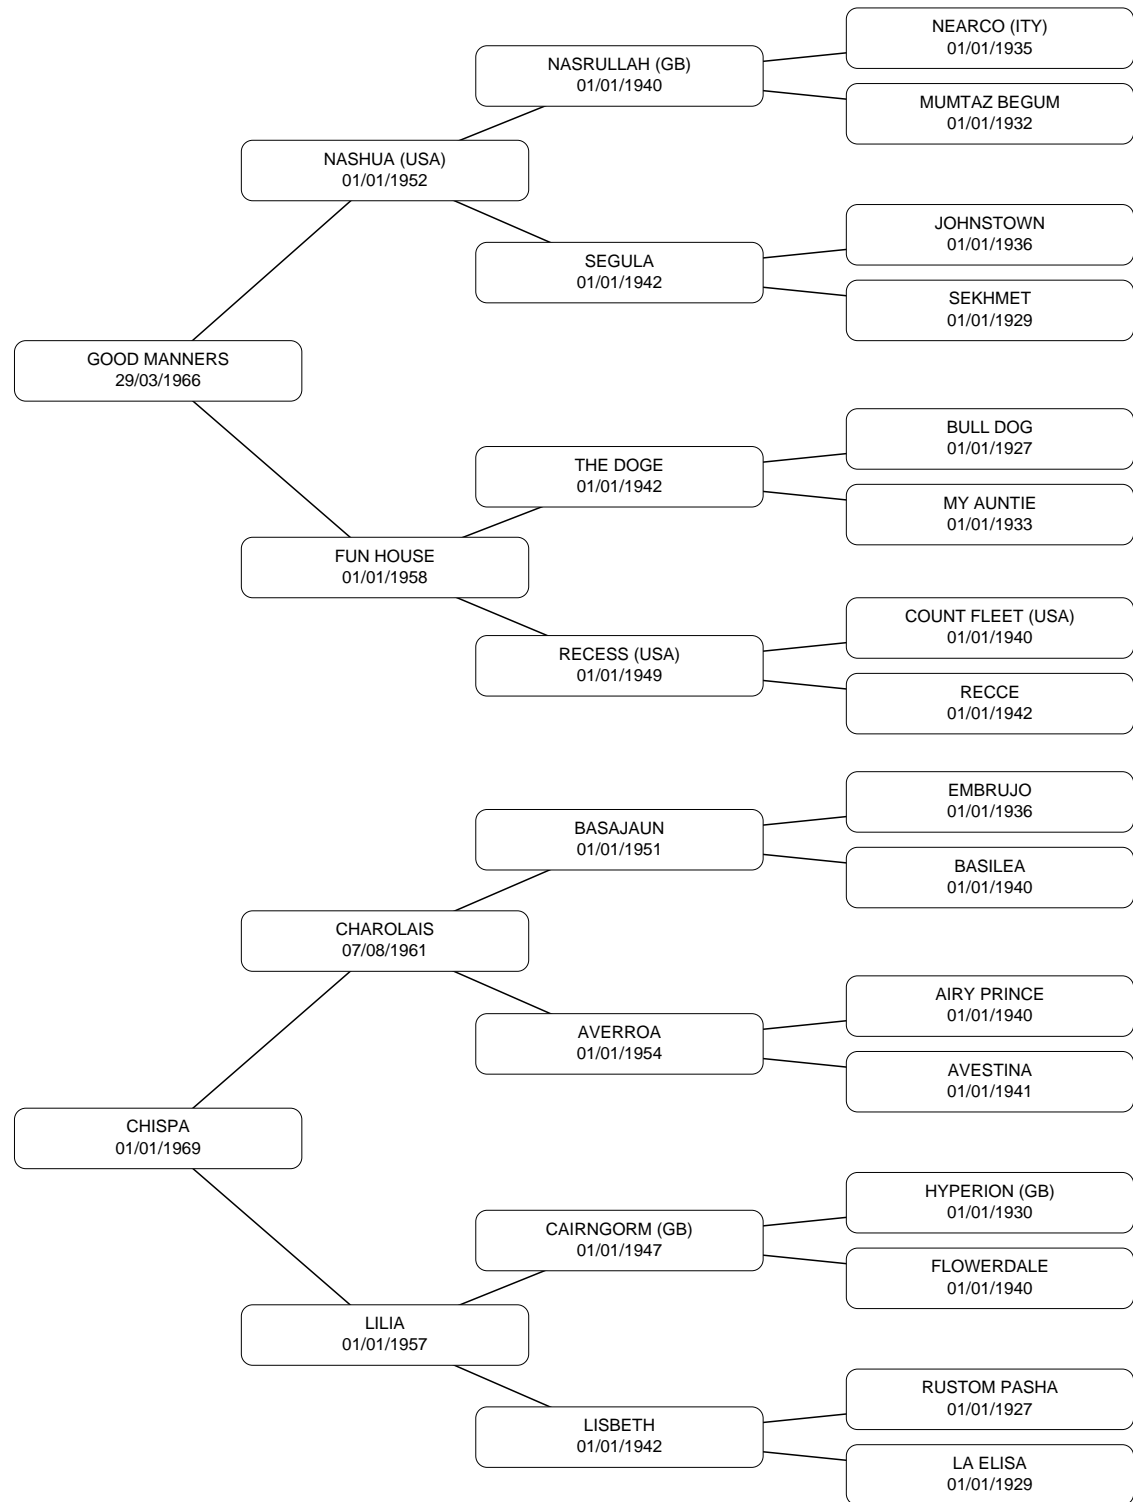 NEARCO (ITY)
01/01/1935
NASRULLAH (GB)
01/01/1940
MUMTAZ BEGUM
01/01/1932
NASHUA (USA)
01/01/1952
JOHNSTOWN
01/01/1936
SEGULA
01/01/1942
SEKHMET
01/01/1929
GOOD MANNERS
29/03/1966
BULL DOG
01/01/1927
THE DOGE
01/01/1942
MY AUNTIE
01/01/1933
FUN HOUSE
01/01/1958
COUNT FLEET (USA)
01/01/1940
RECESS (USA)
01/01/1949
RECCE
01/01/1942
EMBRUJO
01/01/1936
BASAJAUN
01/01/1951
BASILEA
01/01/1940
CHAROLAIS
07/08/1961
AIRY PRINCE
01/01/1940
AVERROA
01/01/1954
AVESTINA
01/01/1941
CHISPA
01/01/1969
HYPERION (GB)
01/01/1930
CAIRNGORM (GB)
01/01/1947
FLOWERDALE
01/01/1940
LILIA
01/01/1957
RUSTOM PASHA
01/01/1927
LISBETH
01/01/1942
LA ELISA
01/01/1929